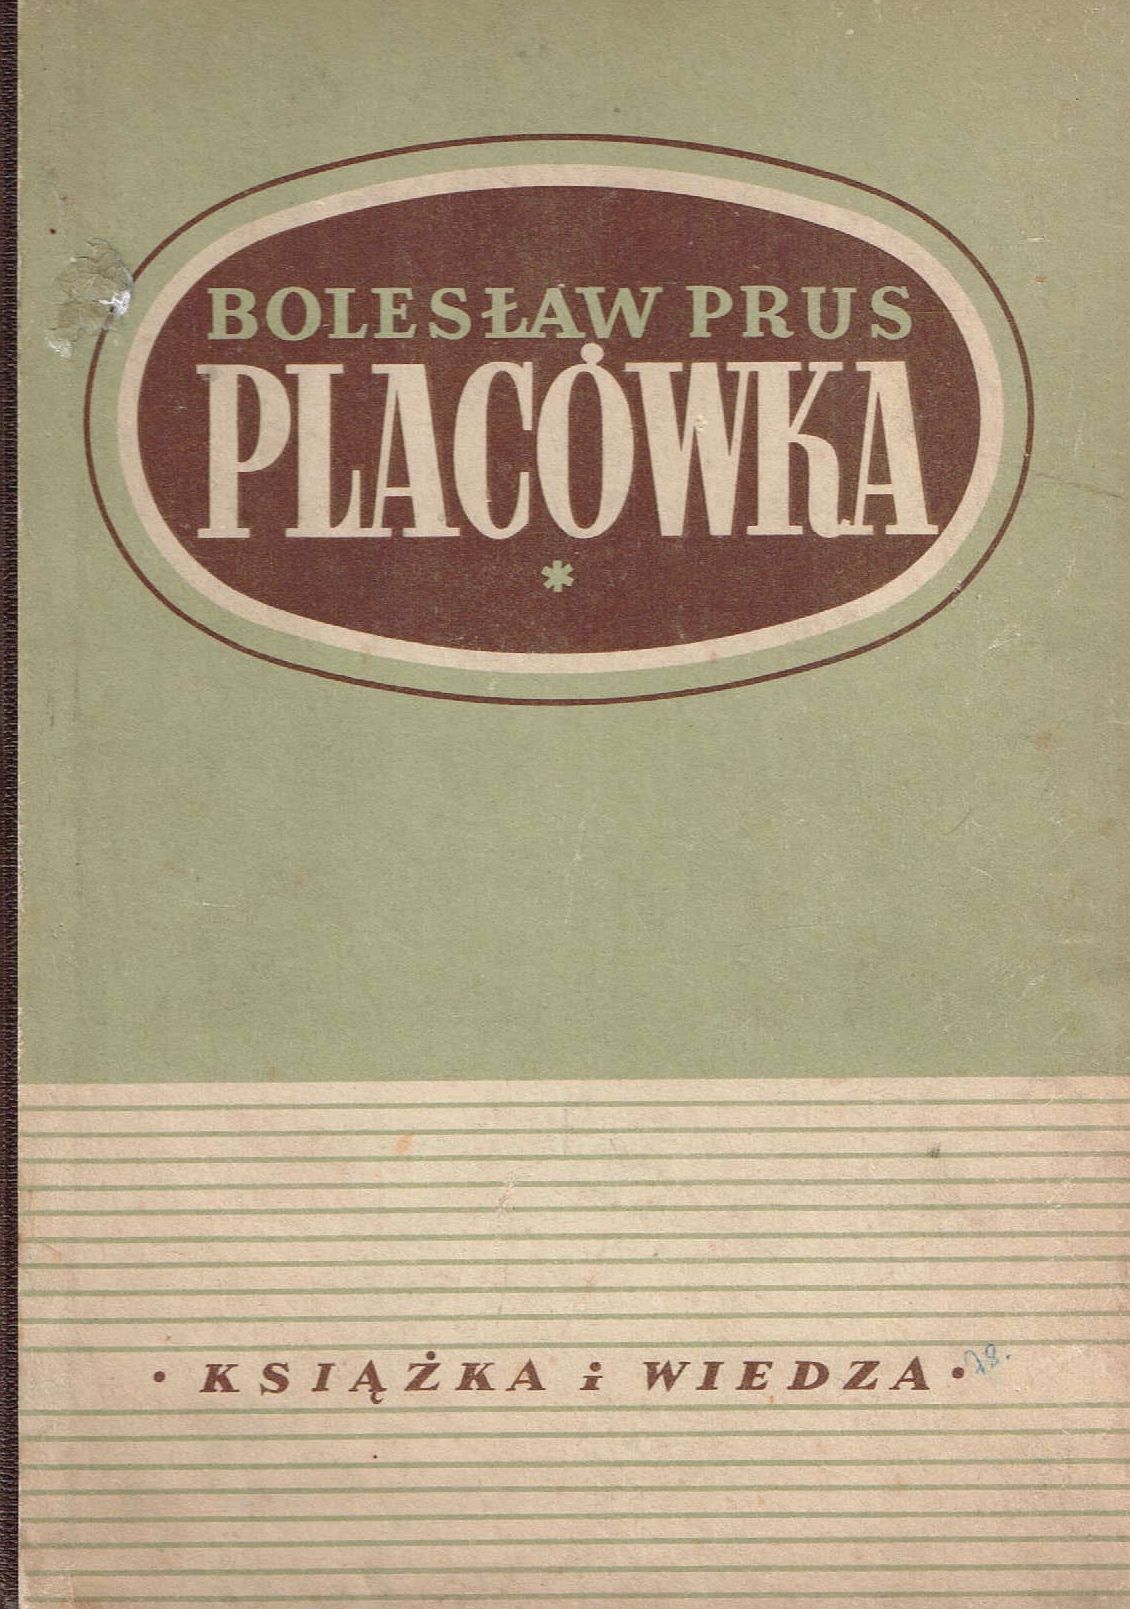 BOLESŁAW PRUS
PLACÓWKA
*
• KSIĄŻKA i WIEDZA •